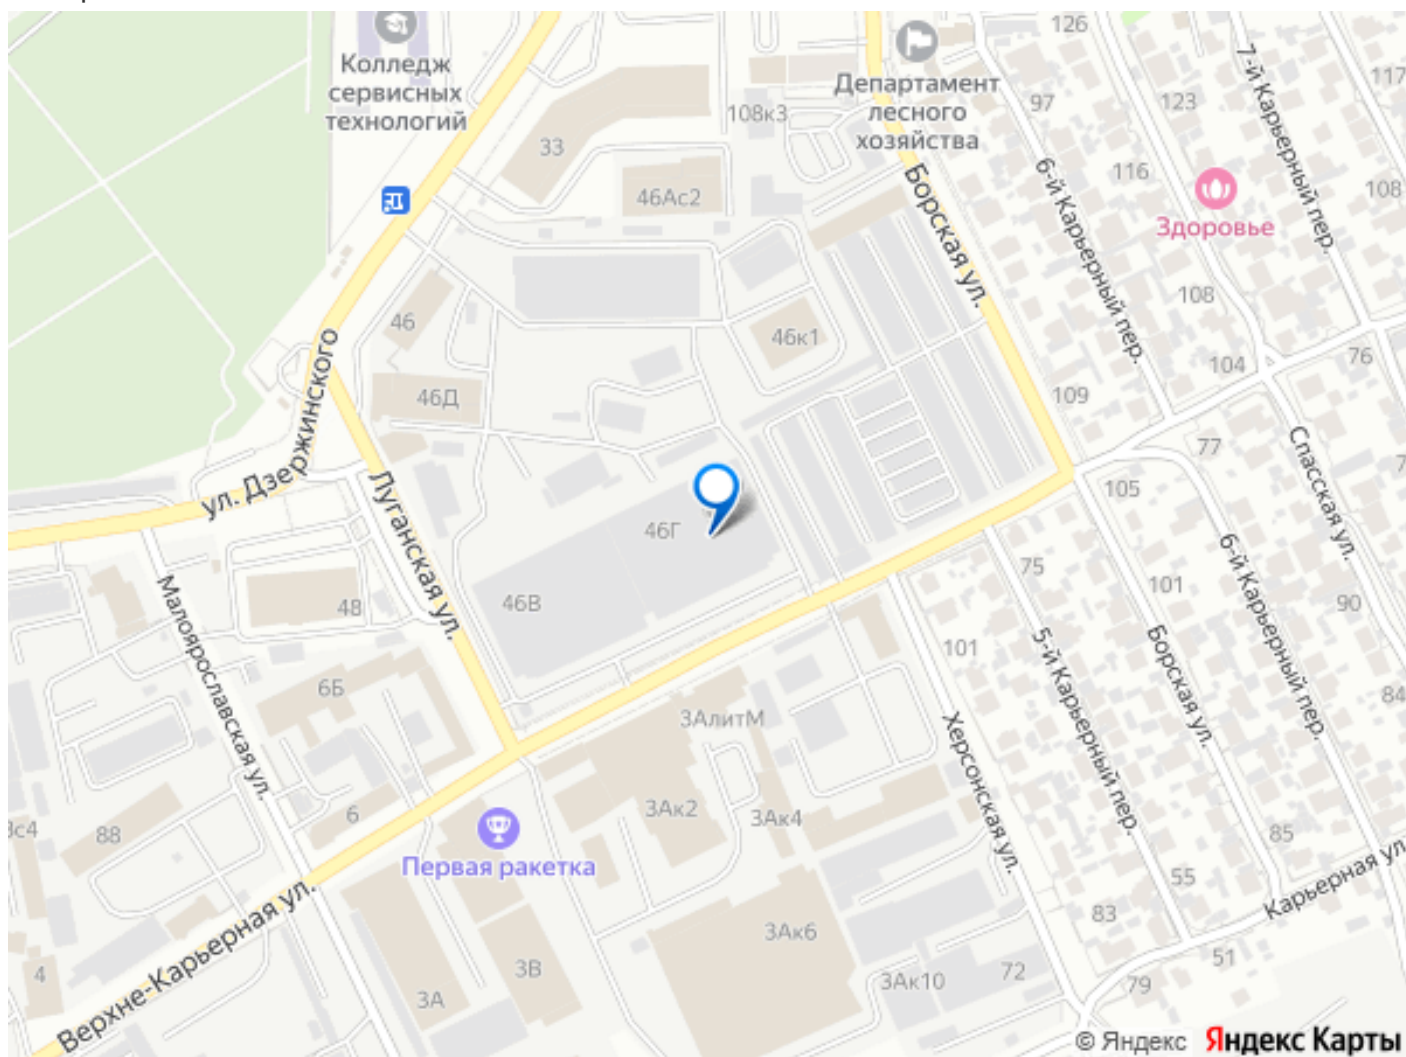 Колледж
сервисных
технологий
33
108к3
Департамент
лесного
хозяйства
126
97
123
117
7-й Карьерный пер.
6-й Карьерный пер.
116
108
Здоровье
46Ас2
Борская ул.
108
46
46к1
104
76
46Д
109
77
ул. Дзержинского
Луганская ул.
105
Спасская ул.
46Г
46В
75
101
6-й Карьерный пер.
90
48
Малоярославская ул.
101
5-й Карьерный пер.
Борская ул.
84
6Б
3АлитМ
Херсонская ул.
3с4
88
6
3Ак2
3Ак4
85
Первая ракетка
Карьерная ул
55
83
Верхне-Карьерная ул.
3Ак6
51
4
3В
3А
3Ак10
72
79
© Яндекс Яндекс Карты